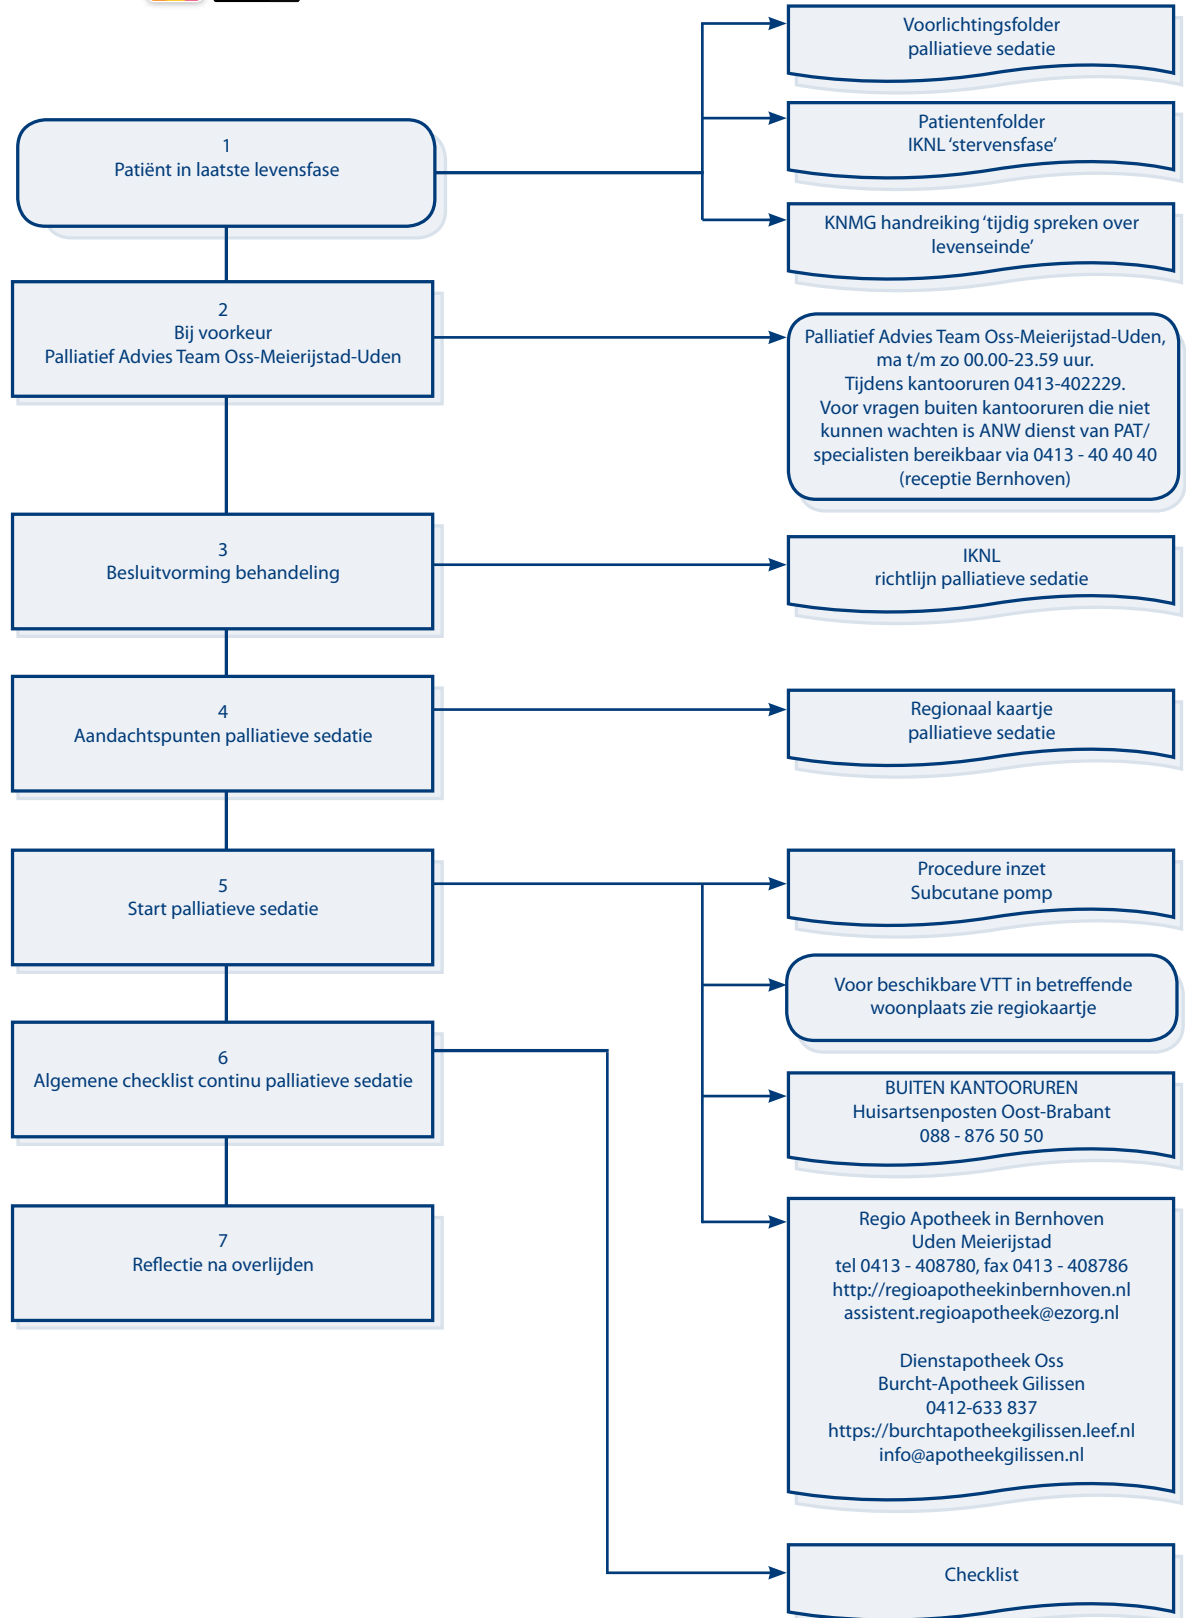 Voorlichtingsfolder
palliatieve sedatie
1
Patiënt in laatste levensfase
Patientenfolder
IKNL ‘stervensfase’
KNMG handreiking ‘tijdig spreken over
levenseinde’
2
Bij voorkeur
Palliatief Advies Team Oss-Meierijstad-Uden
Palliatief Advies Team Oss-Meierijstad-Uden,
ma t/m zo 00.00-23.59 uur.
Tijdens kantooruren 0413-402229.
Voor vragen buiten kantooruren die niet
kunnen wachten is ANW dienst van PAT/
specialisten bereikbaar via 0413 - 40 40 40
(receptie Bernhoven)
3
Besluitvorming behandeling
IKNL
richtlijn palliatieve sedatie
4
Aandachtspunten palliatieve sedatie
Regionaal kaartje
palliatieve sedatie
5
Start palliatieve sedatie
Procedure inzet
Subcutane pomp
Voor beschikbare VTT in betreffende
woonplaats zie regiokaartje
6
Algemene checklist continu palliatieve sedatie
BUITEN KANTOORUREN
Huisartsenposten Oost-Brabant
088 - 876 50 50
7
Reflectie na overlijden
Regio Apotheek in Bernhoven
Uden Meierijstad
tel 0413 - 408780, fax 0413 - 408786
http://regioapotheekinbernhoven.nl
assistent.regioapotheek@ezorg.nl
Dienstapotheek Oss
Burcht-Apotheek Gilissen
0412-633 837
https://burchtapotheekgilissen.leef.nl
info@apotheekgilissen.nl
Checklist